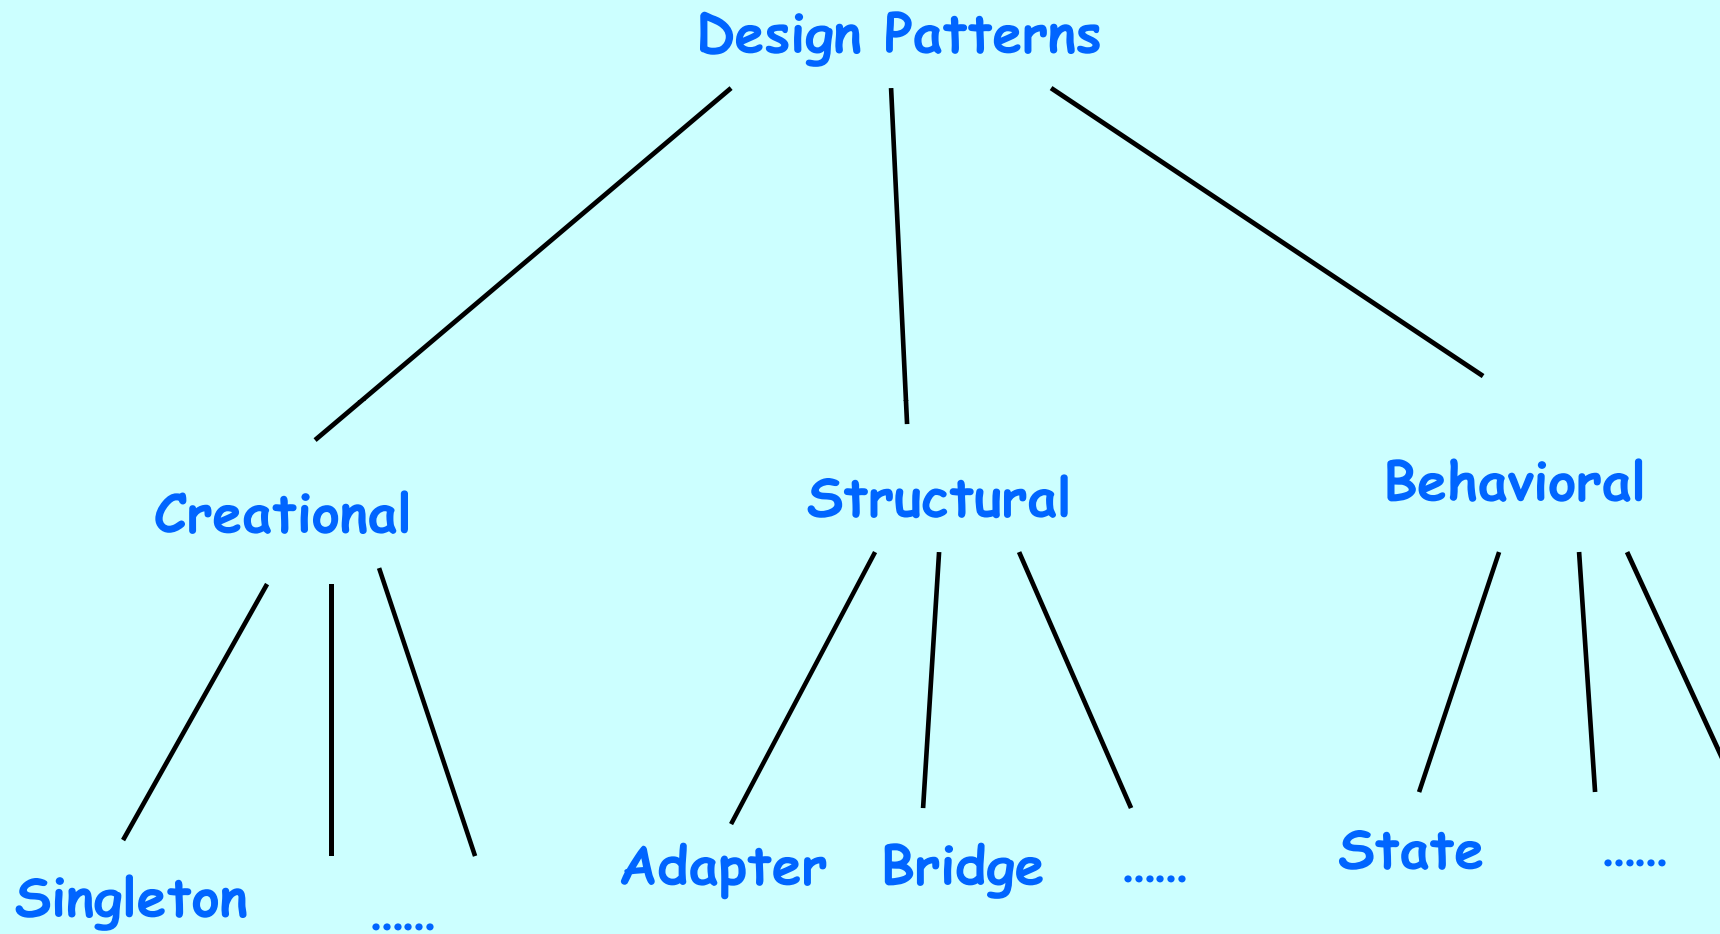 Design Patterns
Creational
Structural
Behavioral
Singleton
......
Adapter
Bridge
......
State
......